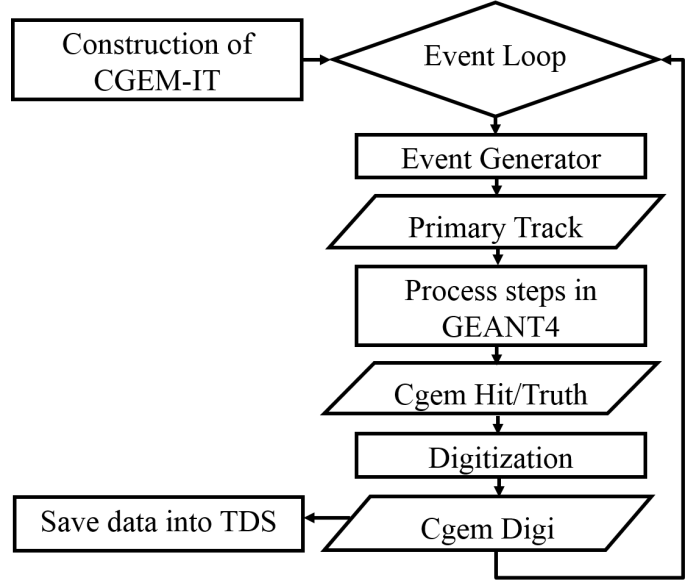 Construction of
CGEM-IT
Event Loop
Event Generator
Primary Track
Process steps in
GEANT4
Cgem Hit/Truth
Digitization
Save data into TDS
Cgem Digi